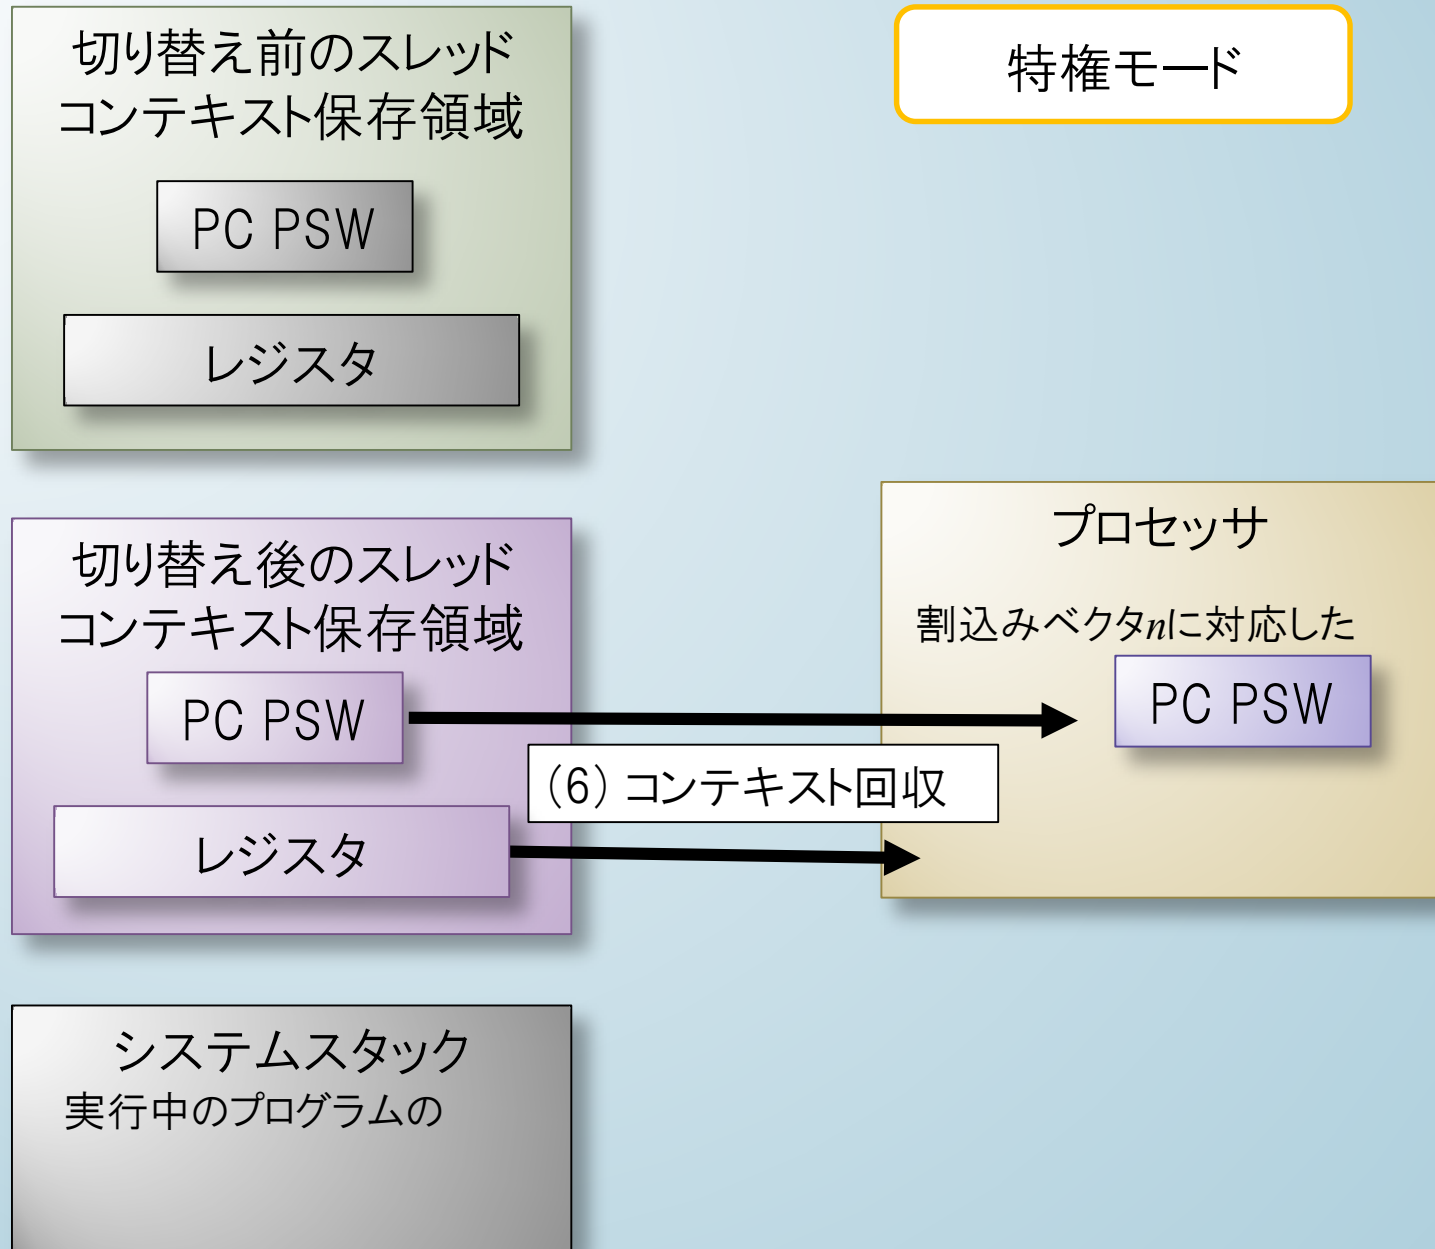 切り替え前のスレッド
コンテキスト保存領域
PC PSW
レジスタ
特権モード
切り替え後のスレッド
コンテキスト保存領域
PC PSW
レジスタ
(6) コンテキスト回収
プロセッサ
割込みベクタnに対応した
PC PSW
システムスタック
実行中のプログラムの